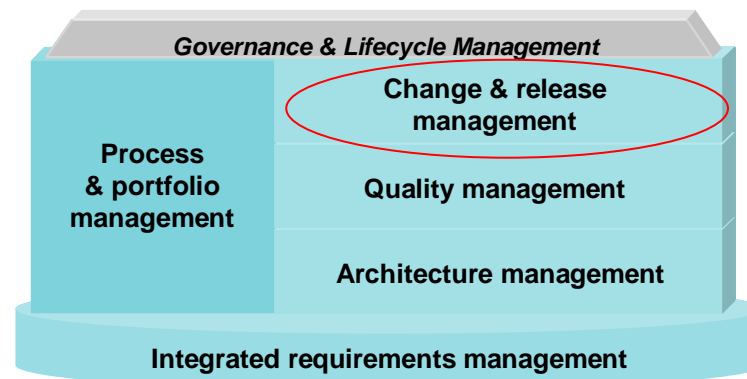 Governance & Lifecycle Management
Change & release
management
Process
& portfolio
management
Quality management
Architecture management
Integrated requirements management